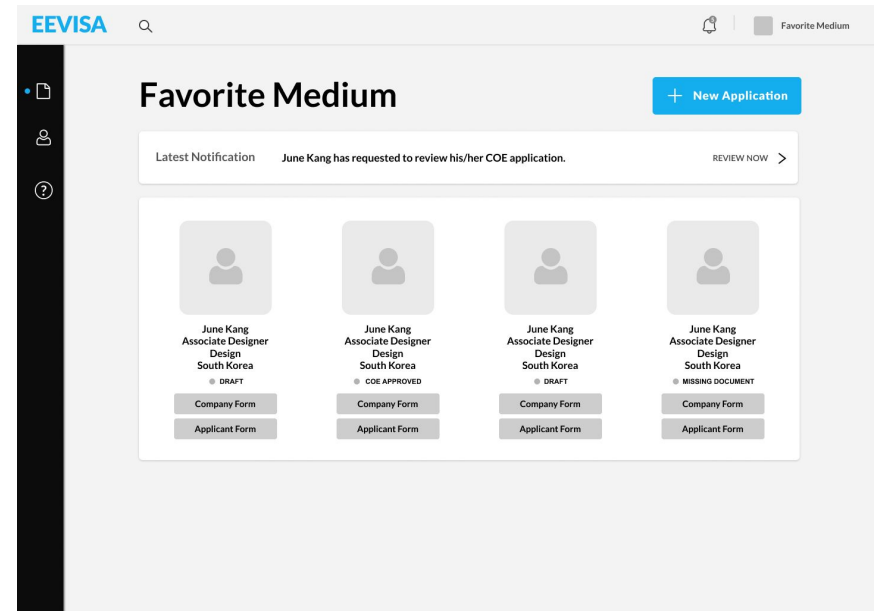 EEVISA
Favorite Medium
Favorite Medium
New Application
Latest Notification
June Kang has requested to review his/her COE application.
REVIEW NOW
?
June Kang
Associate Designer
Design
South Korea
DRAFT
Company Form
Applicant Form
June Kang
Associate Designer
Design
South Korea
COE APPROVED
Company Form
Applicant Form
June Kang
Associate Designer
Design
South Korea
DRAFT
Company Form
Applicant Form
June Kang
Associate Designer
Design
South Korea
MISSING DOCUMENT
Company Form
Applicant Form